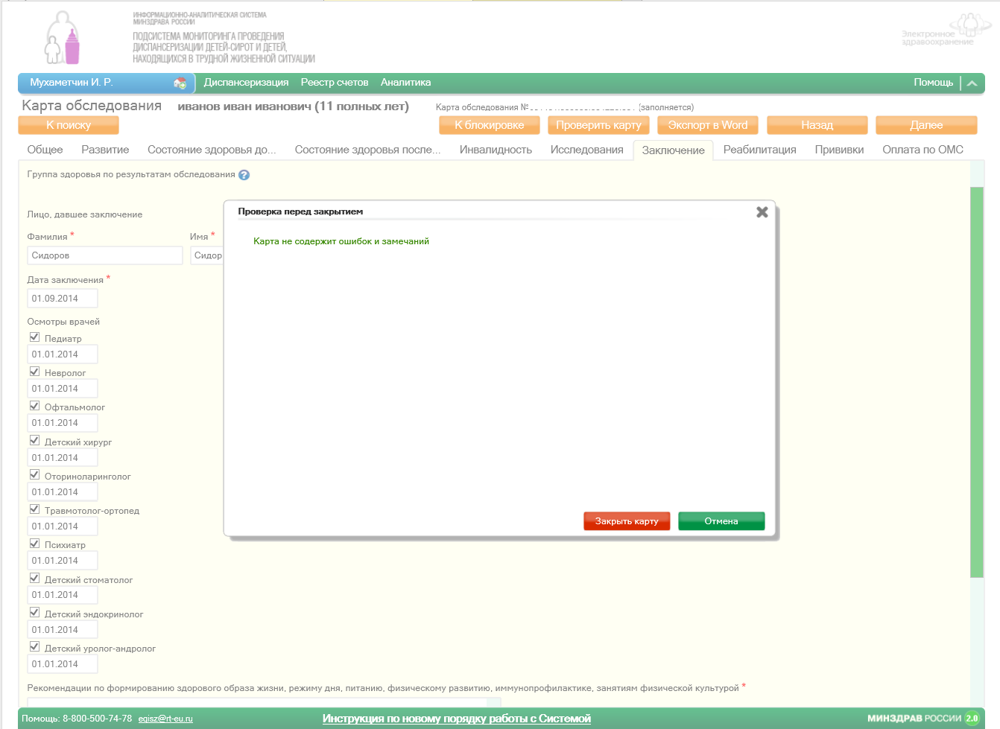 ИНФОРМАЦИОННО-АНАЛИТИЧЕСКАЯ СИСТЕМА
МИНЗДРАВА РОССИИ
ПОДСИСТЕМА МОНИТОРИНГА ПРОВЕДЕНИЯ
ДИСПАНСЕРИЗАЦИИ ДЕТЕЙ-СИРОТ И ДЕТЕЙ,
НАХОДЯЩИХСЯ В ТРУДНОЙ ЖИЗНЕННОЙ СИТУАЦИИ
Электронное
здравоохранение
Мухаметчин И. Р. Диспансеризация Реестр счетов Аналитика Помощь
Карта обследования иванов иван иванович (11 полных лет) Карта обследования № (заполняется)
К поиску К блокировке Проверить карту Экспорт в Word Назад Далее
Общее Развитие Состояние здоровья до... Состояние здоровья после... Инвалидность Исследования Заключение Реабилитация Прививки Оплата по ОМС
Группа здоровья по результатам обследования ?
Проверка перед закрытием
Карта не содержит ошибок и замечаний
Закрыть карту Отмена
Лицо, давшее заключение
Фамилия * Имя *
Сидоров Сидор
Дата заключения *
01.09.2014
Осмотры врачей
Педиатр
01.01.2014
Невролог
01.01.2014
Офтальмолог
01.01.2014
Детский хирург
01.01.2014
Оториноларинголог
01.01.2014
Травмотолог-ортопед
01.01.2014
Психиатр
01.01.2014
Детский стоматолог
01.01.2014
Детский эндокринолог
01.01.2014
Детский уролог-андролог
01.01.2014
Рекомендации по формированию здорового образа жизни, режиму дня, питанию, физическому развитию, иммунопрофилактике, занятиям физической культурой *
Помощь: 8-800-500-74-78 egisz@rt-eu.ru Инструкция по новому порядку работы с Системой МИНЗДРАВ РОССИИ 2.0